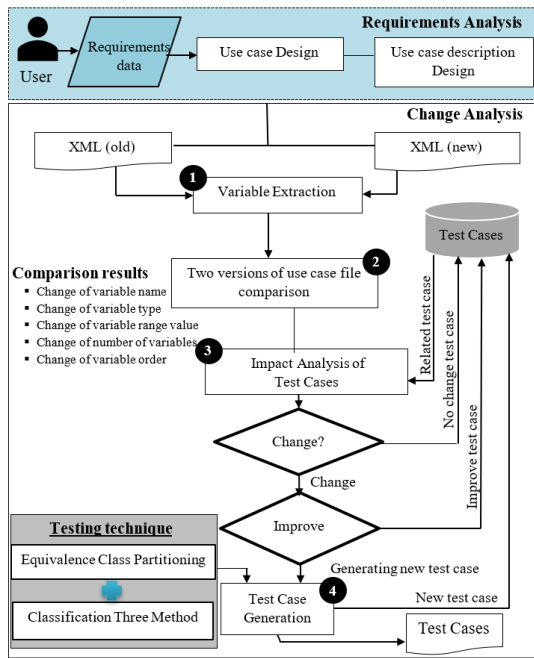 Requirements Analysis
User
Requirements
data
Use case Design
Use case description
Design
Change Analysis
XML (old)
XML (new)
1
Variable Extraction
Test Cases
2
Two versions of use case file
comparison
Comparison results
Change of variable name
Change of variable type
Change of variable range value
Change of number of variables
Change of variable order
3
Impact Analysis of
Test Cases
Related test case
No change test case
Improve test case
Change?
Change
Improve
Testing technique
Equivalence Class Partitioning
Classification Three Method
Generating new test case
4
Test Case
Generation
New test case
Test Cases